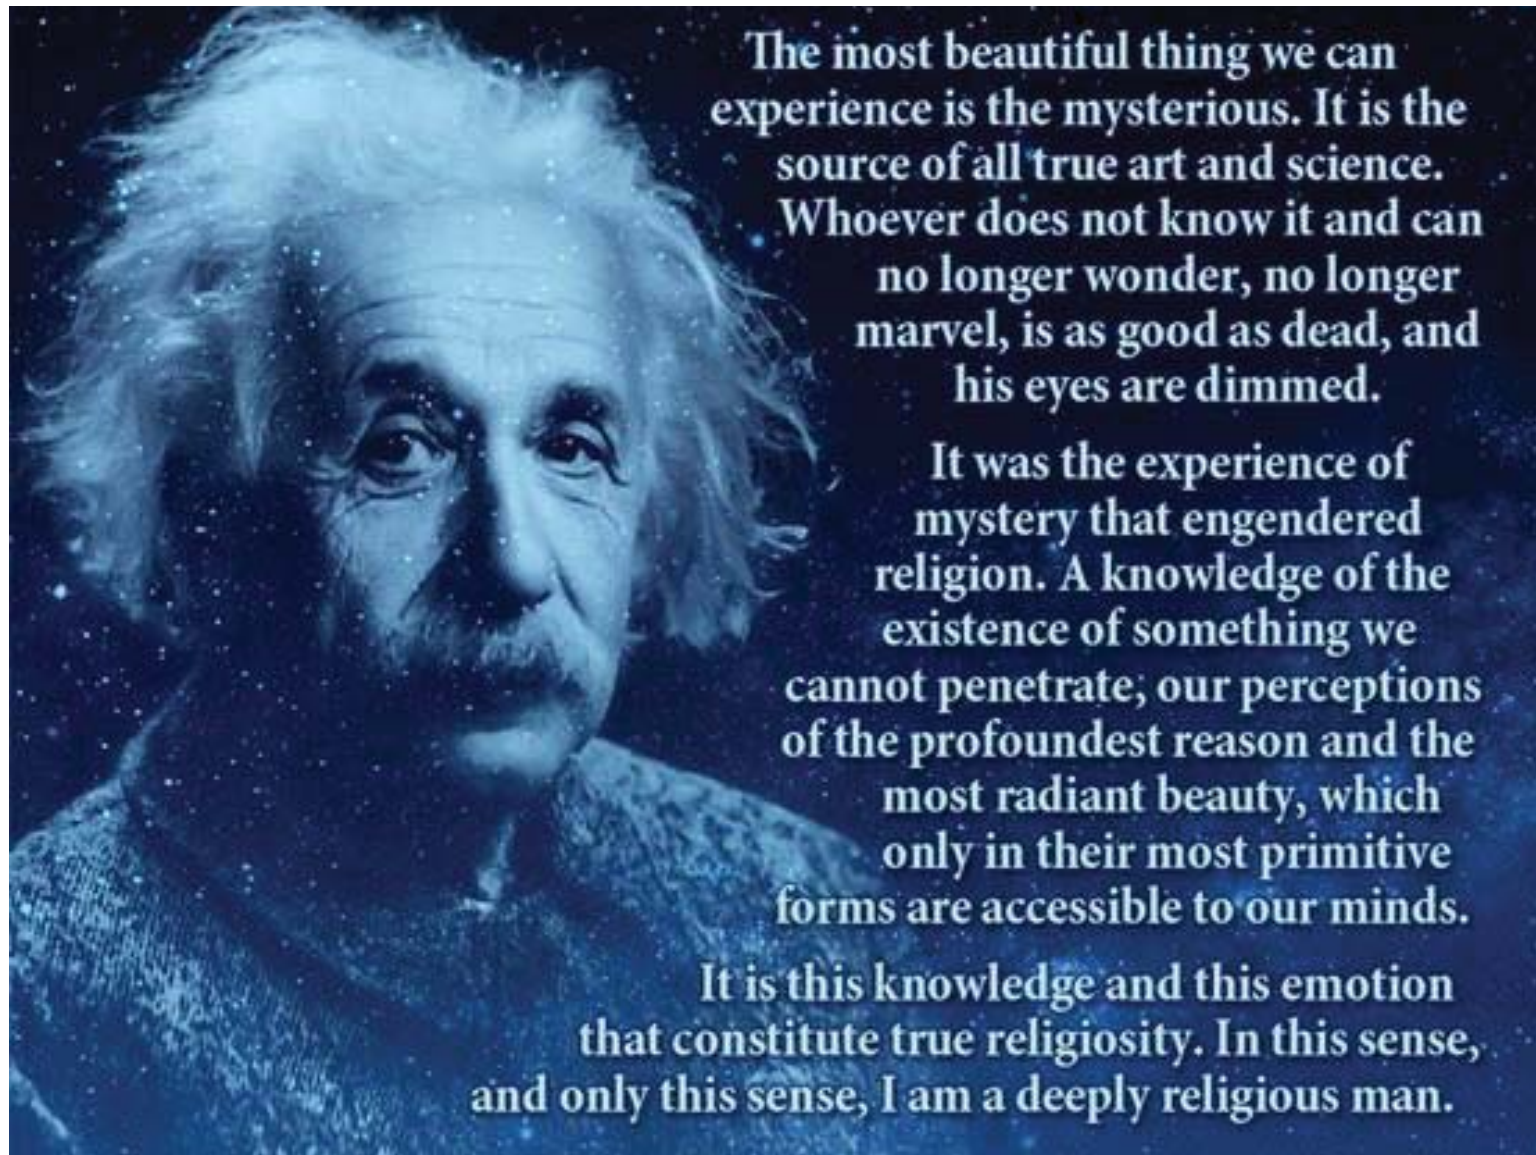 The most beautiful thing we can
experience is the mysterious. It is the
source of all true art and science.
Whoever does not know it and can
no longer wonder, no longer
marvel, is as good as dead, and
his eyes are dimmed.
It was the experience of
mystery that engendered
religion. A knowledge of the
existence of something we
cannot penetrate; our perceptions
of the profoundest reason and the
most radiant beauty, which
only in their most primitive
forms are accessible to our minds.
It is this knowledge and this emotion
that constitute true religiosity. In this sense,
and only this sense, I am a deeply religious man.